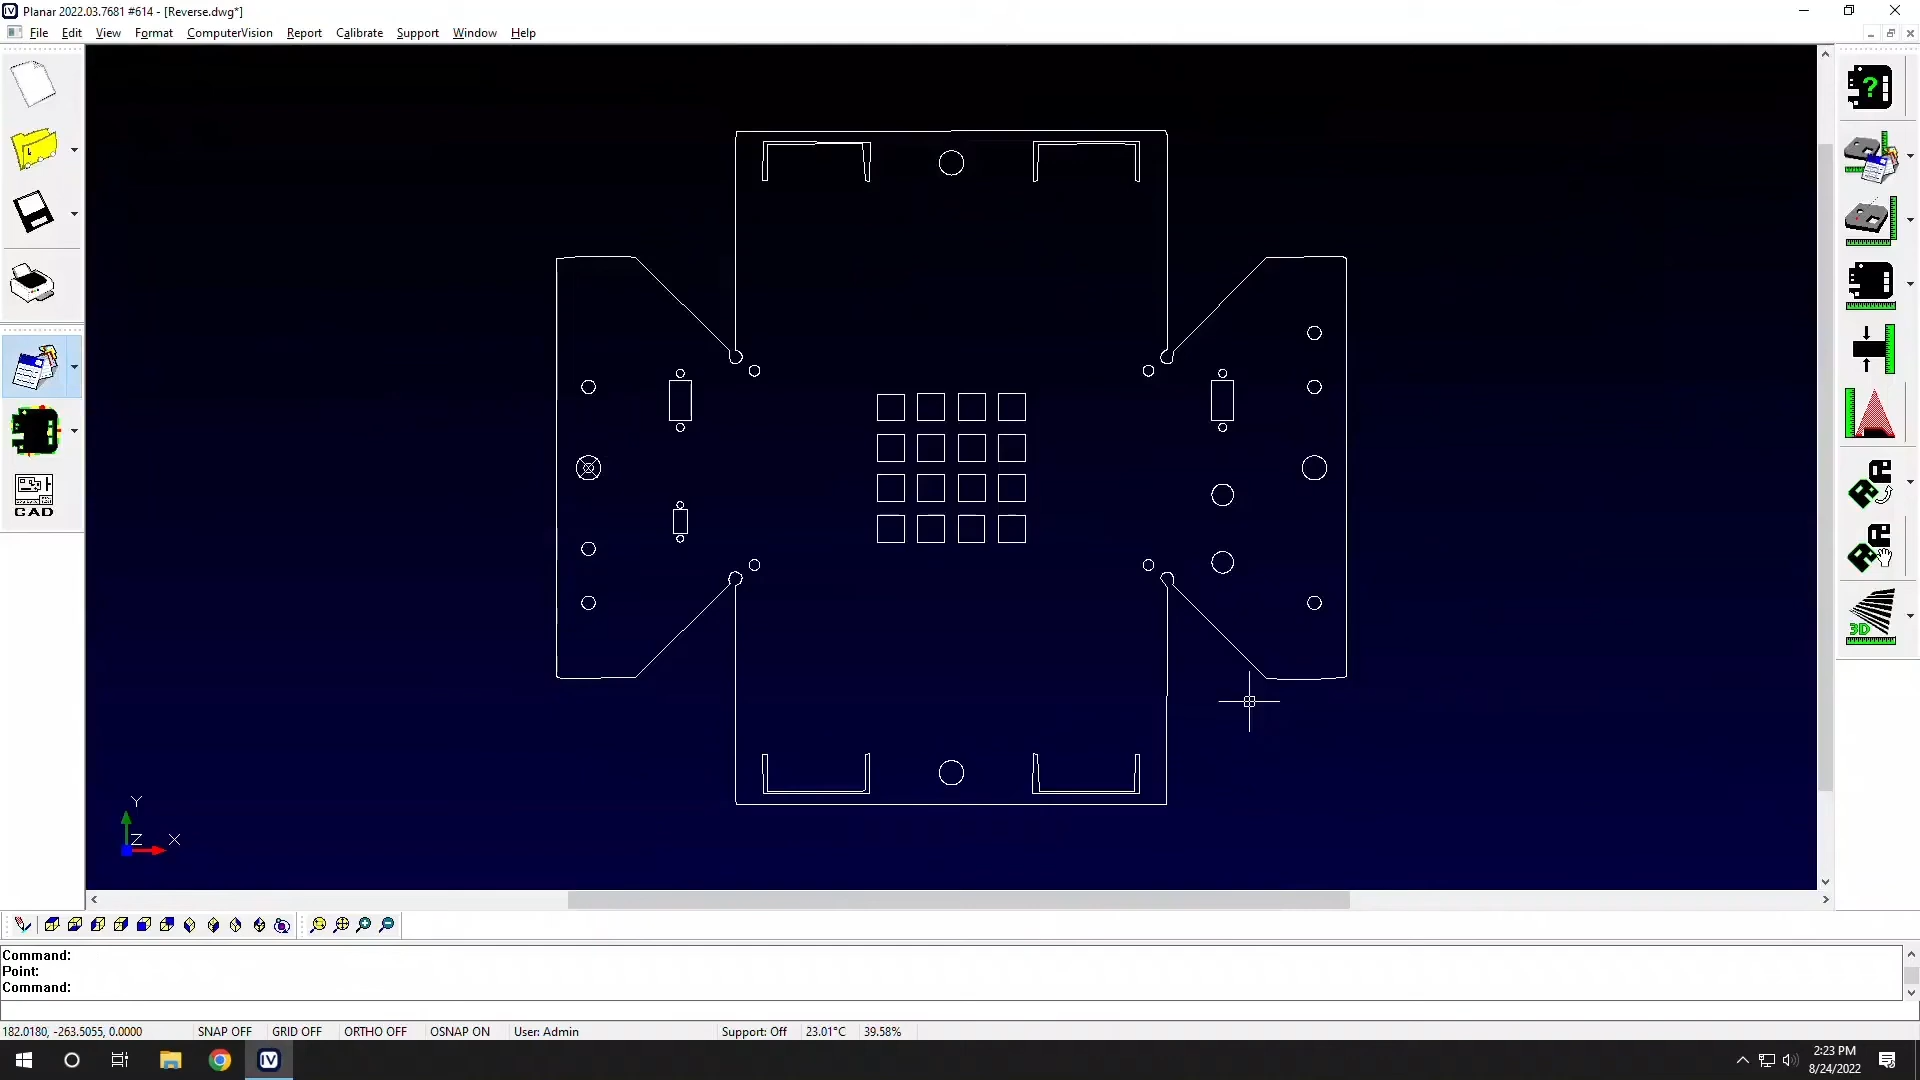 Planar 2022.03.7681 #614 - [Reverse.dwg*]
File Edit View Format ComputerVision Report Calibrate Support Window Help
?
CAD
3D
Y
Z X
Command:
Point:
Command:
182.0180, -263.5055, 0.0000 SNAP OFF GRID OFF ORTHO OFF OSNAP ON User: Admin Support: Off 23.01°C 39.58%
IV 2:23 PM
8/24/2022